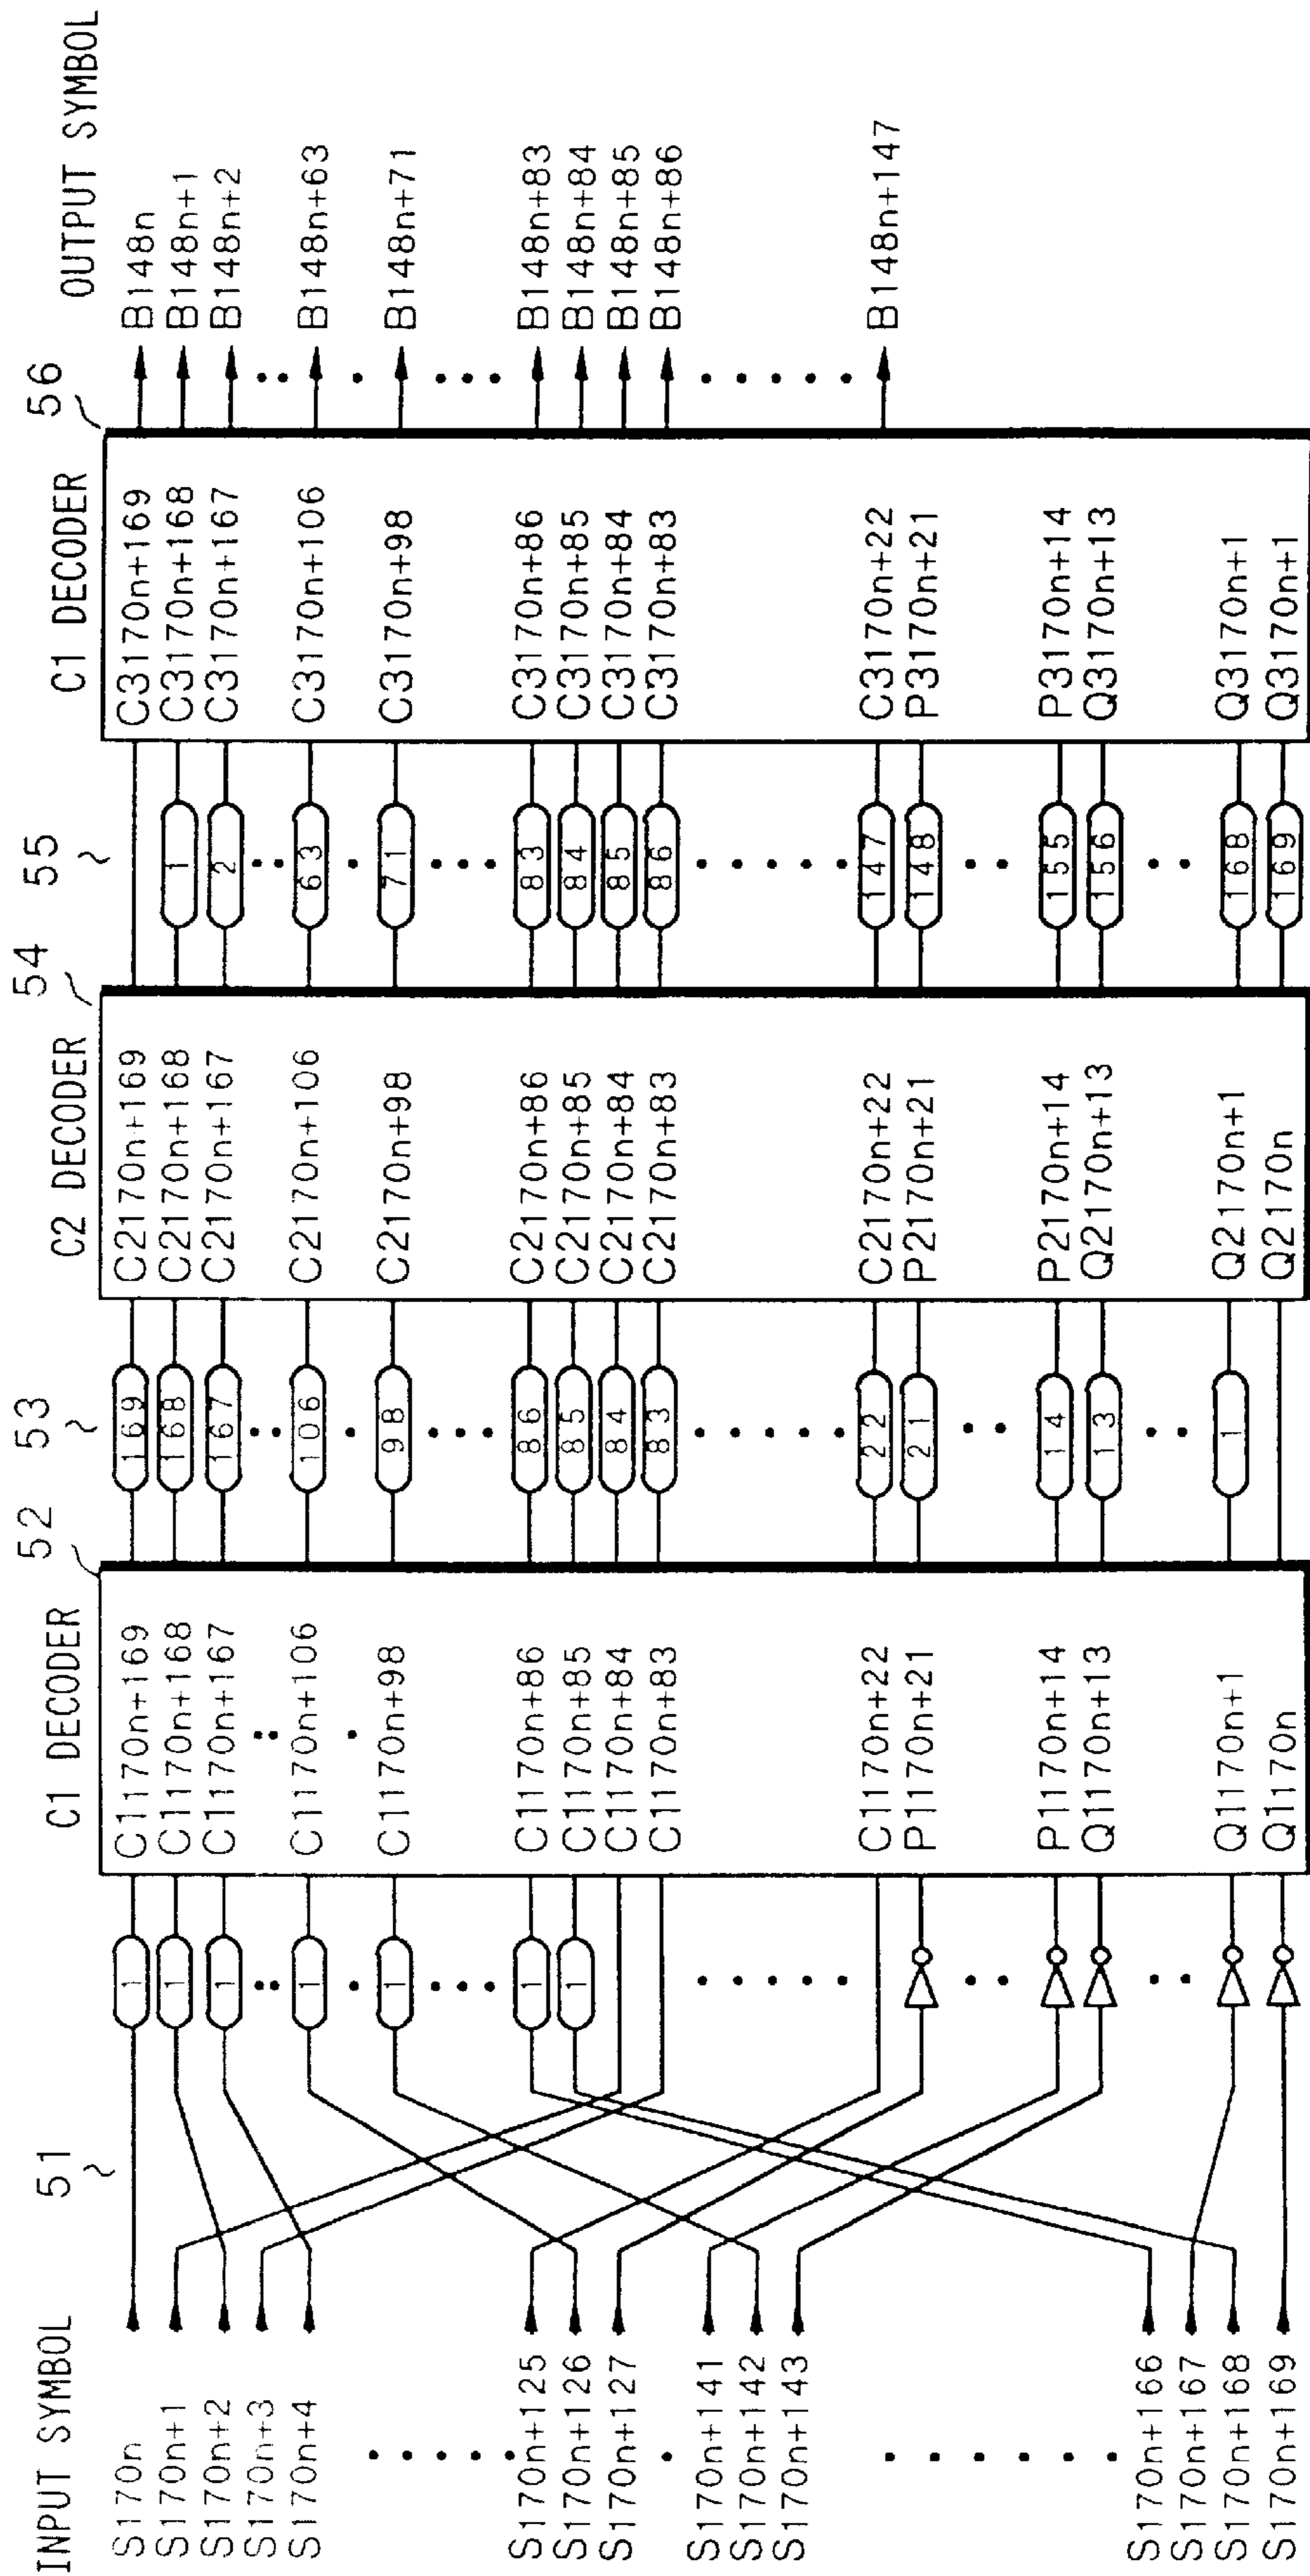 INPUT SYMBOL
S170n
S170n+1
S170n+2
S170n+3
S170n+4
S170n+125
S170n+126
S170n+127
S170n+141
S170n+142
S170n+143
S170n+166
S170n+167
S170n+168
S170n+169
51
1
1
1
1
1
1
1
C1 DECODER
52
C1170n+169
C1170n+168
C1170n+167
C1170n+106
C1170n+98
C1170n+86
C1170n+85
C1170n+84
C1170n+83
C1170n+22
P1170n+21
P1170n+14
Q1170n+13
Q1170n+1
Q1170n
53
169
168
167
106
98
86
85
84
83
22
21
14
13
1
C2 DECODER
54
C2170n+169
C2170n+168
C2170n+167
C2170n+106
C2170n+98
C2170n+86
C2170n+85
C2170n+84
C2170n+83
C2170n+22
P2170n+21
P2170n+14
Q2170n+13
Q2170n+1
Q2170n
55
1
2
63
71
83
84
85
86
147
148
155
156
168
169
C1 DECODER
56
C3170n+169
C3170n+168
C3170n+167
C3170n+106
C3170n+98
C3170n+86
C3170n+85
C3170n+84
C3170n+83
C3170n+22
P3170n+21
P3170n+14
Q3170n+13
Q3170n+1
Q3170n+1
OUTPUT SYMBOL
B148n
B148n+1
B148n+2
B148n+63
B148n+71
B148n+83
B148n+84
B148n+85
B148n+86
B148n+147